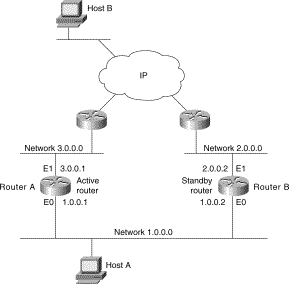 Host B
IP
Network 3.0.0.0
Network 2.0.0.0
E1 3.0.0.1
2.0.0.2 E1
Router A
Active
router
Standby
router
Router B
E0 1.0.0.1
1.0.0.2 E0
Network 1.0.0.0
Host A